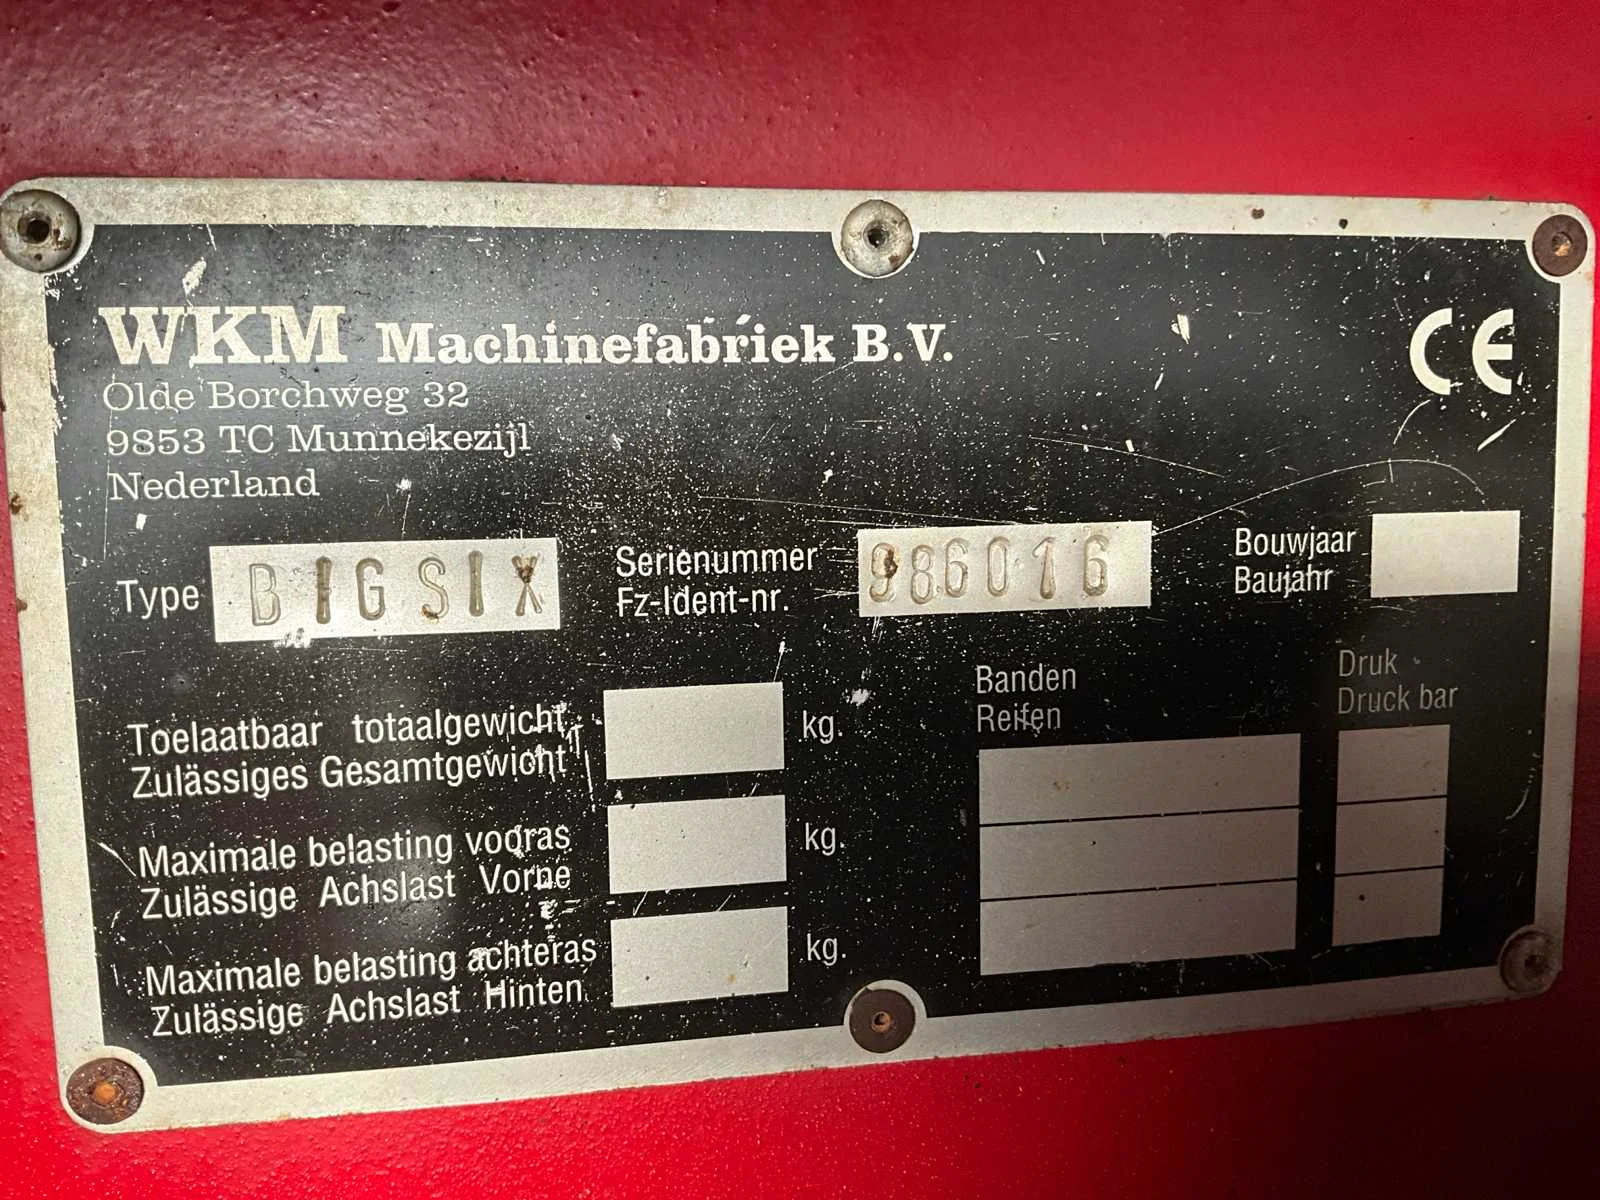 WKM Machinefabriek B.V.
CE
Olde Borchweg 32
9853 TC Munnekezijl
Nederland
Type BIGSIX
Serienummer
Fz-Ident-nr. 986016
Bouwjaar
Baujahr
Toelaatbaar totaalgewicht
Zulässiges Gesamtgewicht
kg.
Maximale belasting vooras
Zulässige Achslast Vorne
kg.
Maximale belasting achteras
Zulässige Achslast Hinten
kg.
Banden
Reifen
Druk
Druck bar